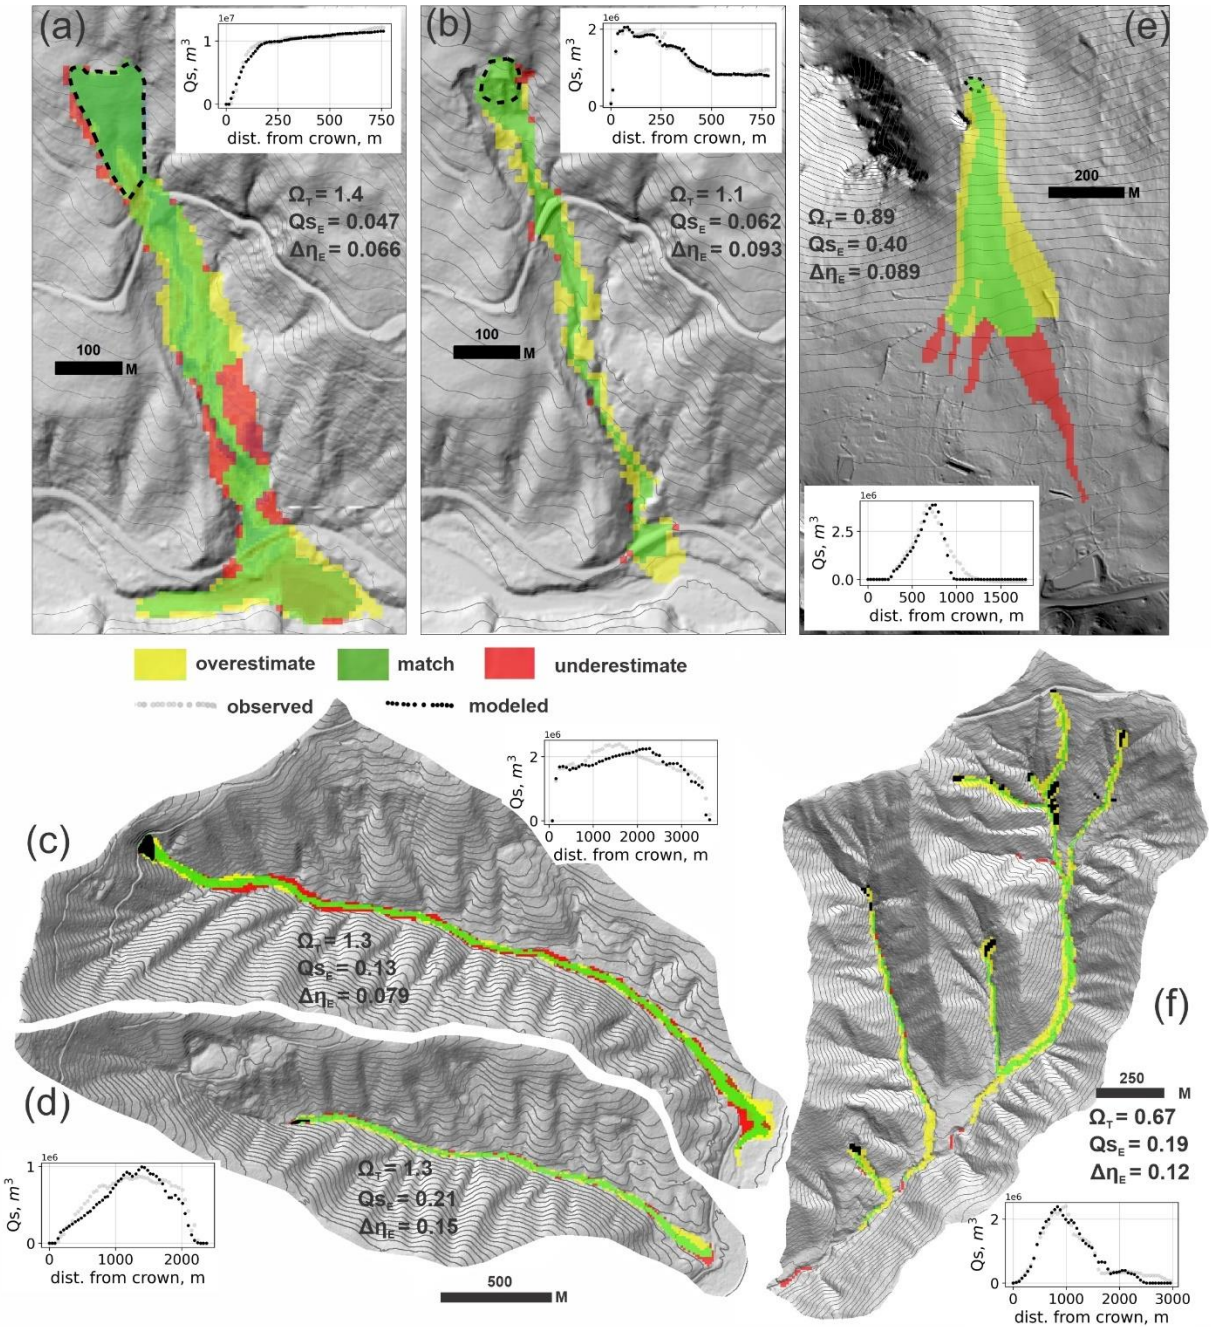 (a)
1e7
Qs, m³
1
0
0 250 500 750
dist. from crown, m
Ω_T = 1.4
Qs_E = 0.047
Δη_E = 0.066
100
M
(b)
1e6
Qs, m³
2
1
0
0 250 500 750
dist. from crown, m
Ω_T = 1.1
Qs_E = 0.062
Δη_E = 0.093
100
M
(e)
200
M
Ω_T = 0.89
Qs_E = 0.40
Δη_E = 0.089
1e6
Qs, m³
2.5
0.0
0 500 1000 1500
dist. from crown, m
overestimate match underestimate
observed modeled
(c)
1e6
Qs, m³
2
0
0 1000 2000 3000
dist. from crown, m
Ω_T = 1.3
Qs_E = 0.13
Δη_E = 0.079
(d)
1e6
Qs, m³
1
0
0 1000 2000
dist. from crown, m
Ω_T = 1.3
Qs_E = 0.21
Δη_E = 0.15
500
M
(f)
250
M
Ω_T = 0.67
Qs_E = 0.19
Δη_E = 0.12
1e6
Qs, m³
2
0
0 1000 2000 3000
dist. from crown, m